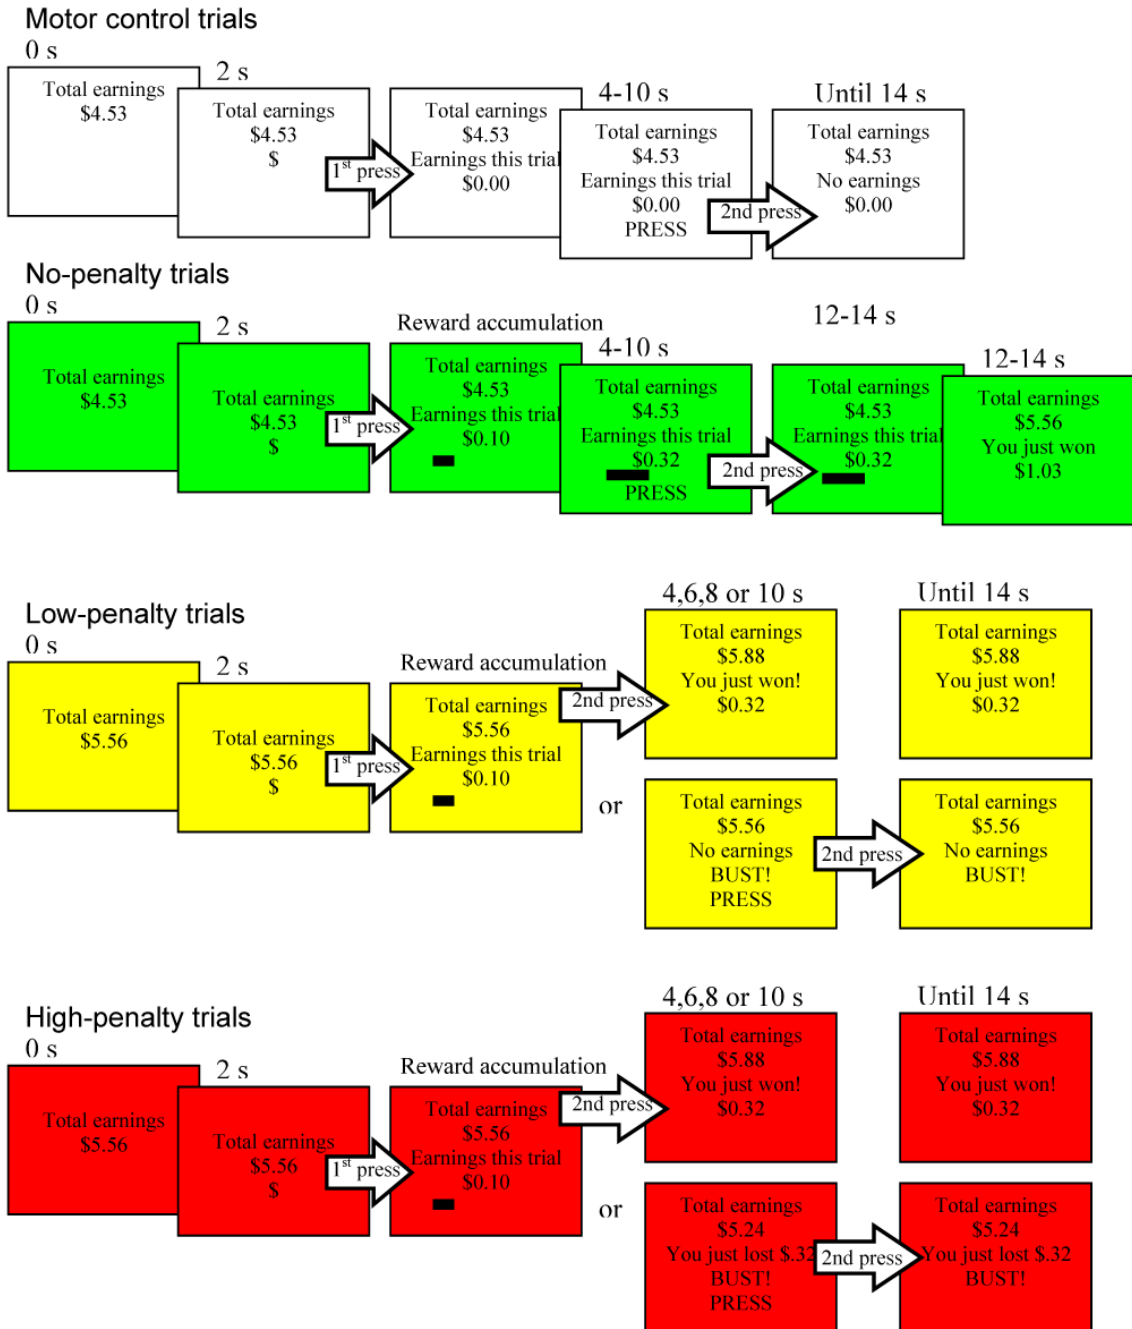 Motor control trials
0 s
Total earnings
$4.53
2 s
Total earnings
$4.53
$
1st press
Total earnings
$4.53
Earnings this trial
$0.00
4-10 s
Total earnings
$4.53
Earnings this trial
$0.00
PRESS
2nd press
Until 14 s
Total earnings
$4.53
No earnings
$0.00
No-penalty trials
0 s
Total earnings
$4.53
2 s
Total earnings
$4.53
$
1st press
Reward accumulation
Total earnings
$4.53
Earnings this trial
$0.10
4-10 s
Total earnings
$4.53
Earnings this trial
$0.32
PRESS
2nd press
12-14 s
Total earnings
$4.53
Earnings this trial
$0.32
12-14 s
Total earnings
$5.56
You just won
$1.03
Low-penalty trials
0 s
Total earnings
$5.56
2 s
Total earnings
$5.56
$
1st press
Reward accumulation
Total earnings
$5.56
Earnings this trial
$0.10
2nd press
4,6,8 or 10 s
Total earnings
$5.88
You just won!
$0.32
Until 14 s
Total earnings
$5.88
You just won!
$0.32
or
Total earnings
$5.56
No earnings
BUST!
PRESS
2nd press
Total earnings
$5.56
No earnings
BUST!
High-penalty trials
0 s
Total earnings
$5.56
2 s
Total earnings
$5.56
$
1st press
Reward accumulation
Total earnings
$5.56
Earnings this trial
$0.10
2nd press
4,6,8 or 10 s
Total earnings
$5.88
You just won!
$0.32
Until 14 s
Total earnings
$5.88
You just won!
$0.32
or
Total earnings
$5.24
You just lost $.32
BUST!
PRESS
2nd press
Total earnings
$5.24
You just lost $.32
BUST!